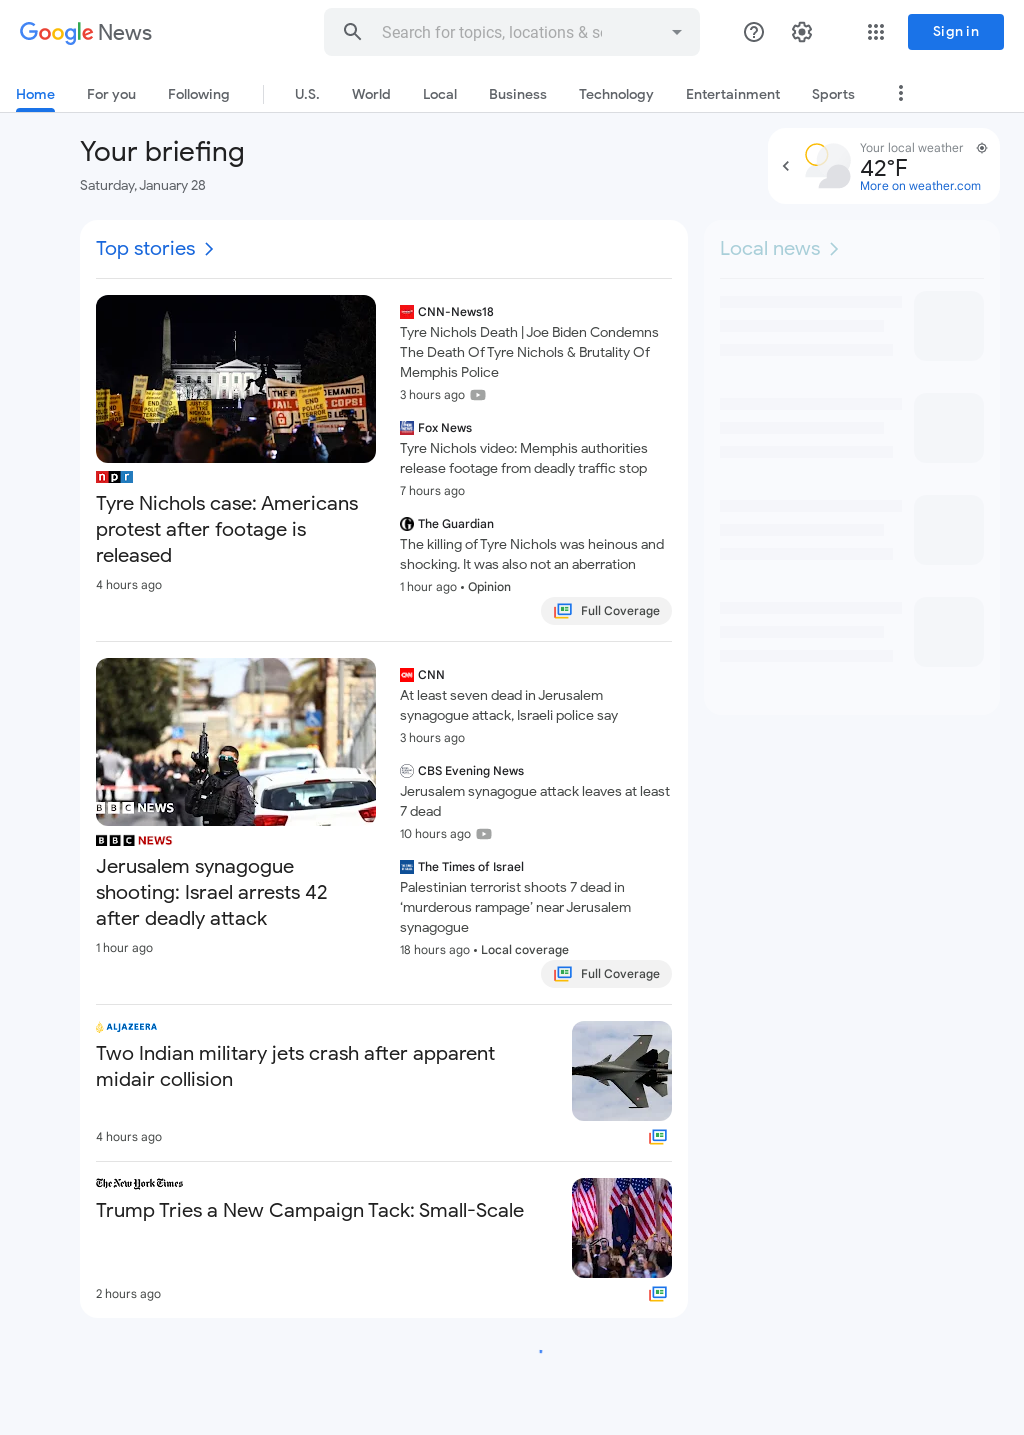 Google News
Search for topics, locations & so
Sign in
Home
For you
Following
U.S.
World
Local
Business
Technology
Entertainment
Sports
Your briefing
Saturday, January 28
Your local weather
42°F
More on weather.com
Top stories
Local news
npr
Tyre Nichols case: Americans
protest after footage is
released
4 hours ago
CNN-News18
Tyre Nichols Death | Joe Biden Condemns
The Death Of Tyre Nichols & Brutality Of
Memphis Police
3 hours ago
Fox News
Tyre Nichols video: Memphis authorities
release footage from deadly traffic stop
7 hours ago
The Guardian
The killing of Tyre Nichols was heinous and
shocking. It was also not an aberration
1 hour ago • Opinion
Full Coverage
BBC NEWS
BBC NEWS
Jerusalem synagogue
shooting: Israel arrests 42
after deadly attack
1 hour ago
CNN
At least seven dead in Jerusalem
synagogue attack, Israeli police say
3 hours ago
CBS Evening News
Jerusalem synagogue attack leaves at least
7 dead
10 hours ago
The Times of Israel
Palestinian terrorist shoots 7 dead in
‘murderous rampage’ near Jerusalem
synagogue
18 hours ago • Local coverage
Full Coverage
ALJAZEERA
Two Indian military jets crash after apparent
midair collision
4 hours ago
The New York Times
Trump Tries a New Campaign Tack: Small-Scale
2 hours ago